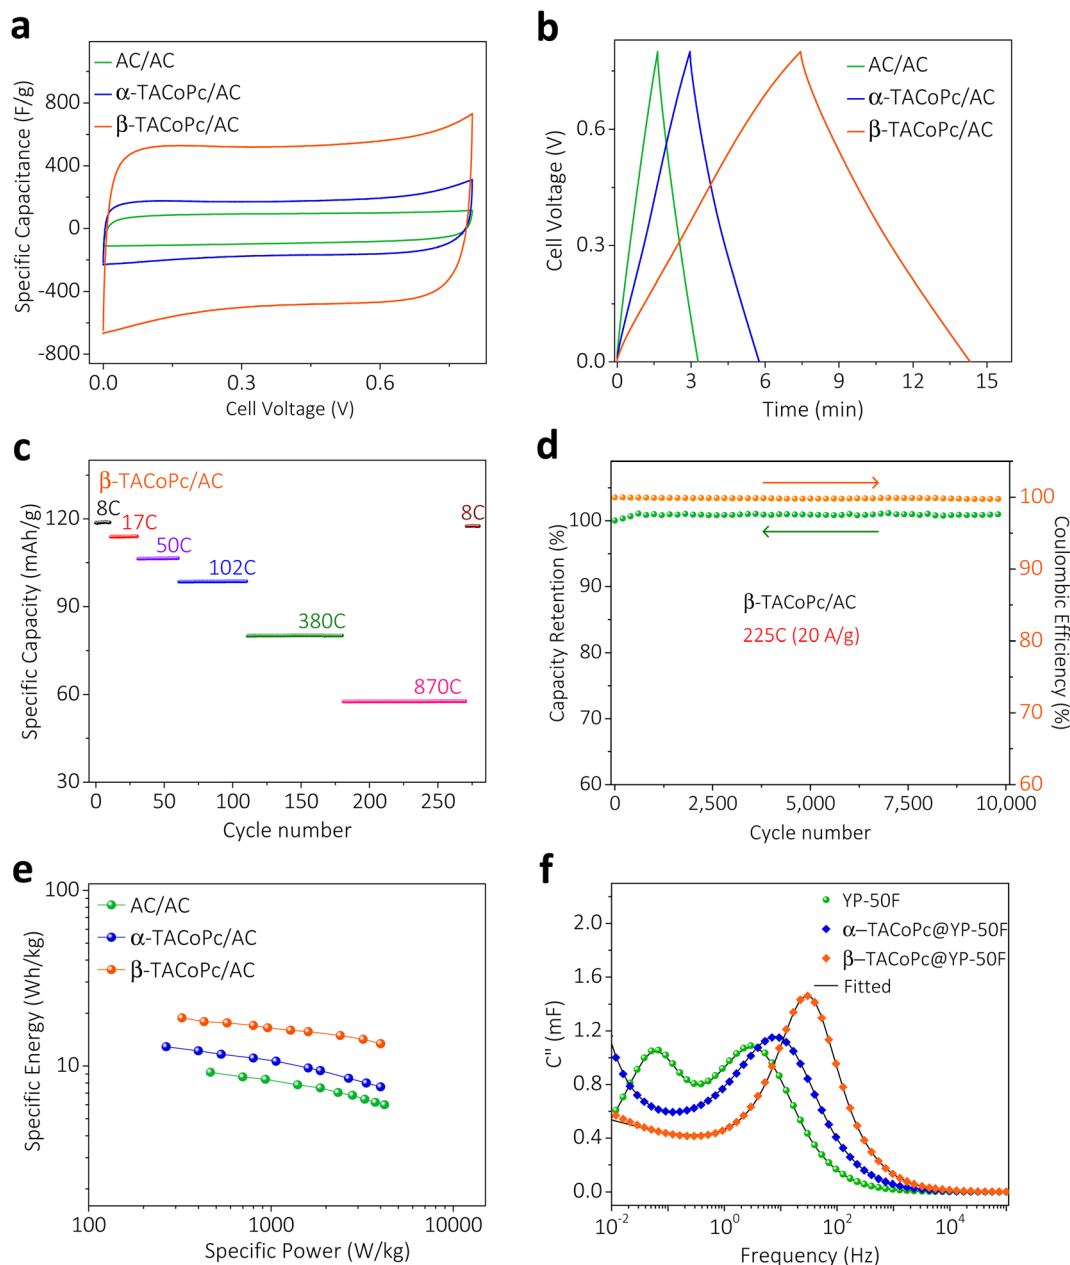 a
AC/AC
α-TACoPc/AC
β-TACoPc/AC
800
400
0
-400
-800
0.0
0.3
0.6
Specific Capacitance (F/g)
Cell Voltage (V)
b
AC/AC
α-TACoPc/AC
β-TACoPc/AC
0.6
0.3
0.0
0
3
6
9
12
15
Cell Voltage (V)
Time (min)
c
β-TACoPc/AC
8C
17C
50C
102C
380C
870C
8C
120
90
60
30
0
50
100
150
200
250
Specific Capacity (mAh/g)
Cycle number
d
100
95
90
85
80
75
70
65
60
100
90
80
70
60
β-TACoPc/AC
225C (20 A/g)
0
2,500
5,000
7,500
10,000
Capacity Retention (%)
Coulombic Efficiency (%)
Cycle number
e
AC/AC
α-TACoPc/AC
β-TACoPc/AC
100
10
100
1000
10000
Specific Energy (Wh/kg)
Specific Power (W/kg)
f
YP-50F
α–TACoPc@YP-50F
β–TACoPc@YP-50F
Fitted
2.0
1.6
1.2
0.8
0.4
0.0
10⁻²
10⁰
10²
10⁴
C" (mF)
Frequency (Hz)